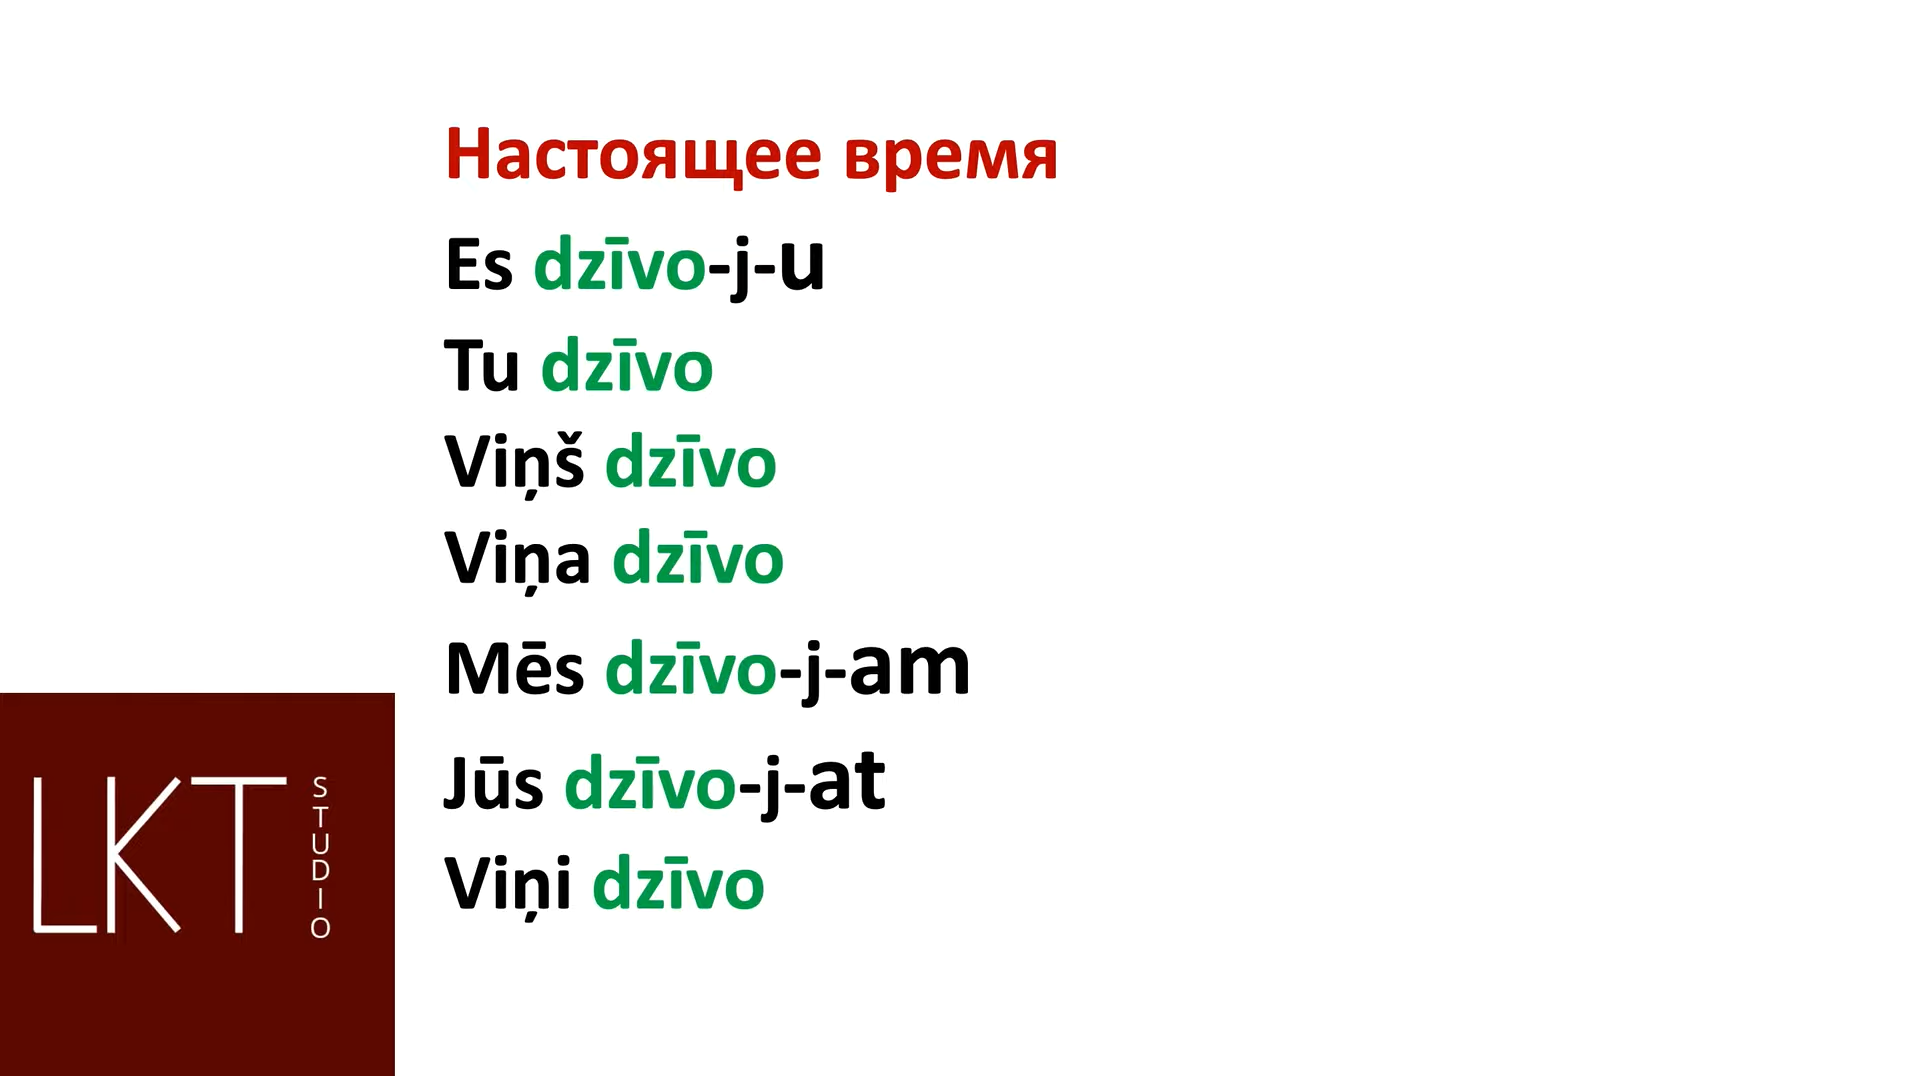 Настоящее время
Es dzīvo-j-u
Tu dzīvo
Viņš dzīvo
Viņa dzīvo
Mēs dzīvo-j-am
Jūs dzīvo-j-at
Viņi dzīvo
LKT STUDIO